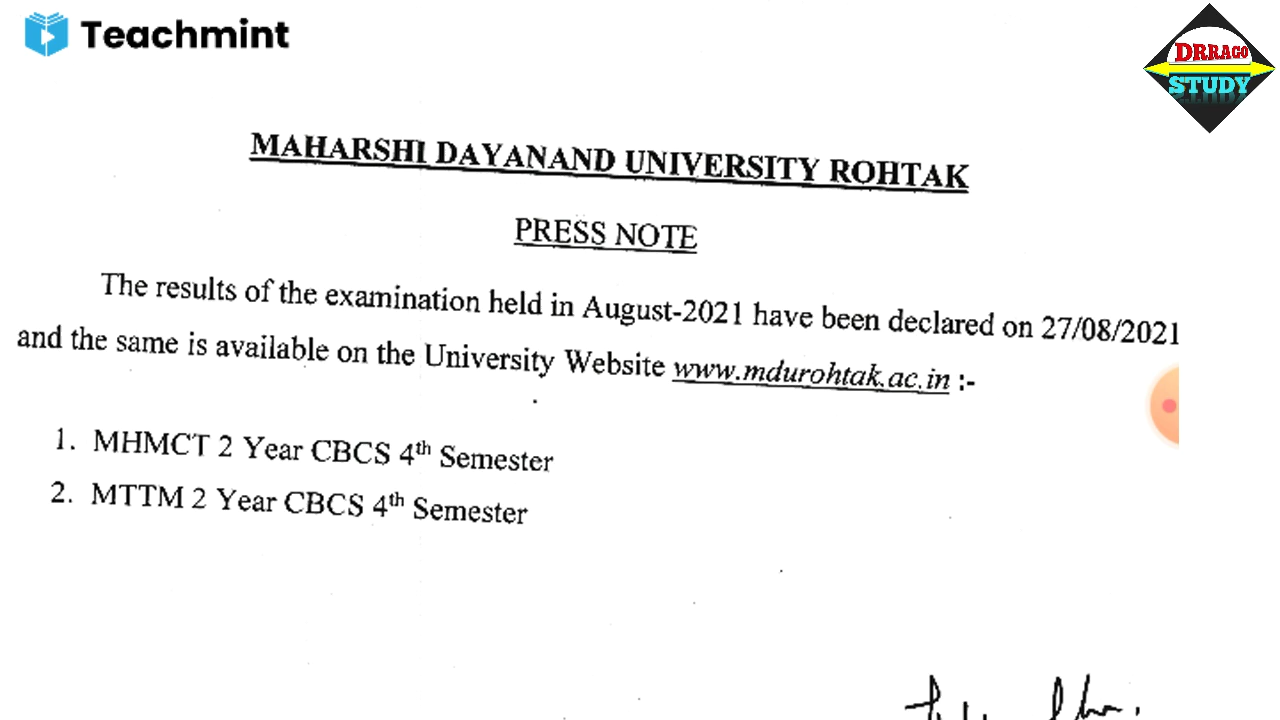 Teachmint
DRRAGO
STUDY
MAHARSHI DAYANAND UNIVERSITY ROHTAK
PRESS NOTE
The results of the examination held in August-2021 have been declared on 27/08/2021
and the same is available on the University Website www.mdurohtak.ac.in :-
1. MHMCT 2 Year CBCS 4th Semester
2. MTTM 2 Year CBCS 4th Semester